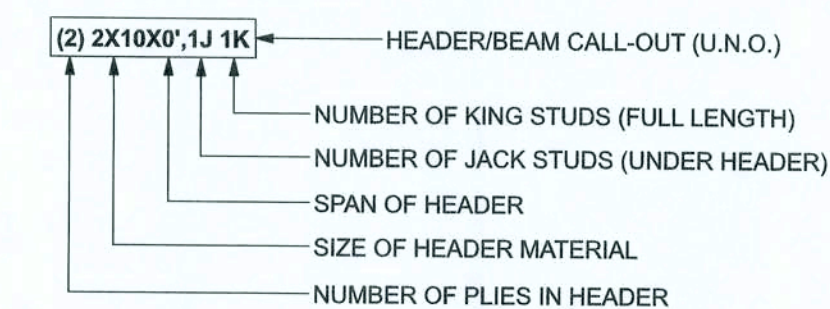 (2) 2X10X0',1J 1K HEADER/BEAM CALL-OUT (U.N.O.)
NUMBER OF KING STUDS (FULL LENGTH)
NUMBER OF JACK STUDS (UNDER HEADER)
SPAN OF HEADER
SIZE OF HEADER MATERIAL
NUMBER OF PLIES IN HEADER